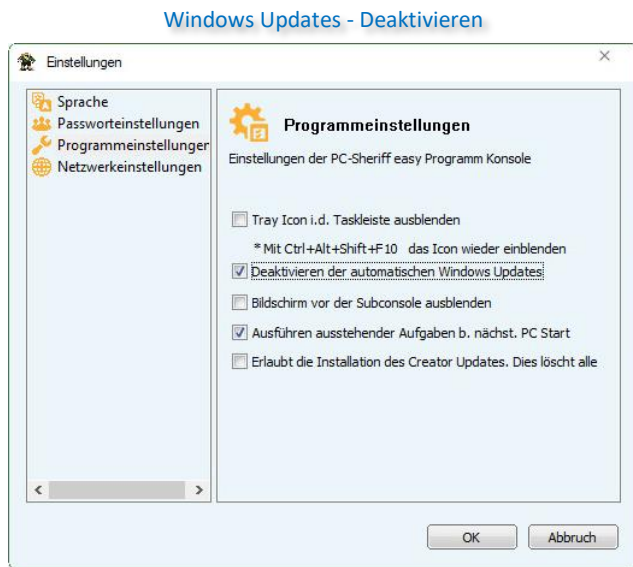 Windows Updates - Deaktivieren
Einstellungen
Sprache
Passworteinstellungen
Programmeinstellungen
Netzwerkeinstellungen
Programmeinstellungen
Einstellungen der PC-Sheriff easy Programm Konsole
Tray Icon i.d. Taskleiste ausblenden
* Mit Ctrl+Alt+Shift+F10 das Icon wieder einblenden
Deaktivieren der automatischen Windows Updates
Bildschirm vor der Subconsole ausblenden
Ausführen ausstehender Aufgaben b. nächst. PC Start
Erlaubt die Installation des Creator Updates. Dies löscht alle
OK
Abbruch